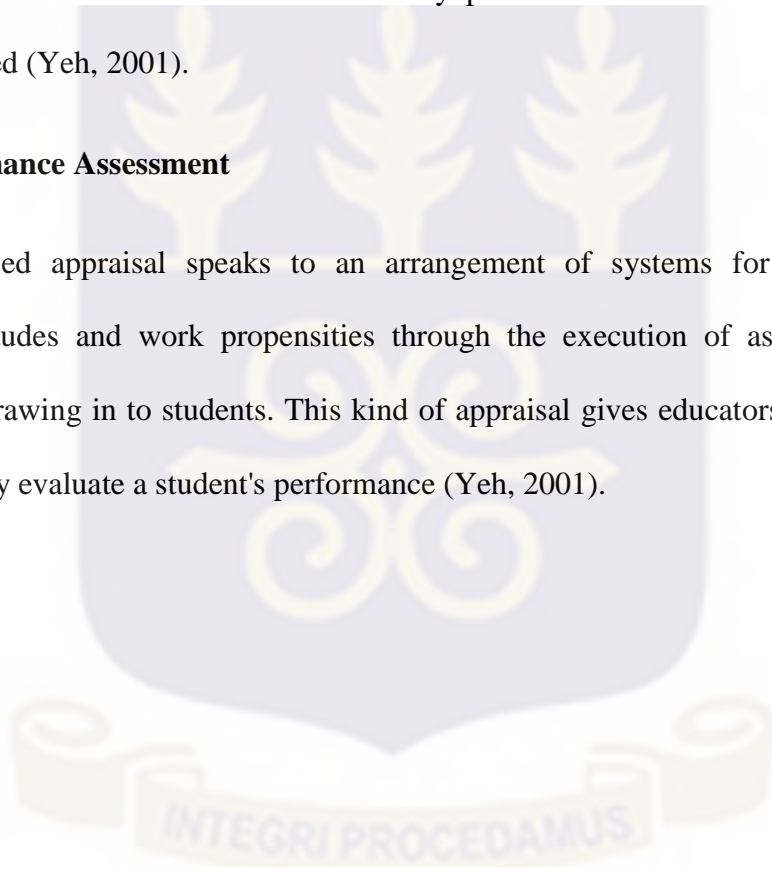 ed (Yeh, 2001).
nance Assessment
ed appraisal speaks to an arrangement of systems for
tudes and work propensities through the execution of as
rawing in to students. This kind of appraisal gives educators
y evaluate a student's performance (Yeh, 2001).
INTEGRI PROCEDAMUS